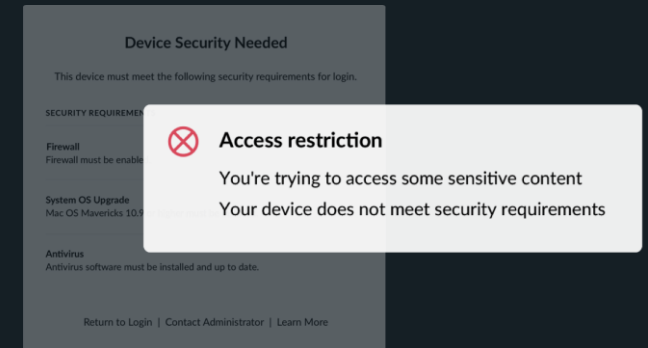 Device Security Needed
This device must meet the following security requirements for login.
SECURITY REQUIREMEN
Access restriction
Firewall
Firewall must be enable
You're trying to access some sensitive content
System OS Upgrade
Mac OS Mavericks 10.9
Your device does not meet security requirements
Antivirus
Antivirus software must be installed and up to date.
Return to Login | Contact Administrator | Learn More